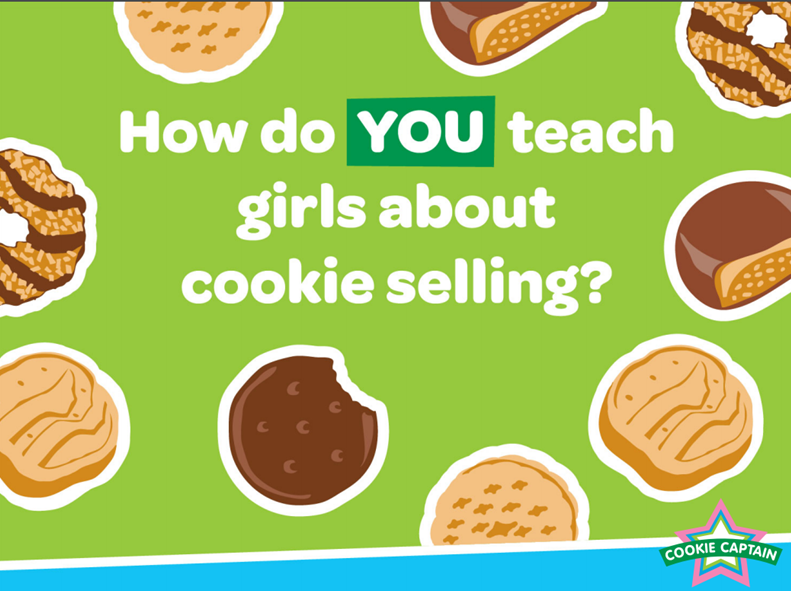 How do YOU teach
girls about
cookie selling?
COOKIE CAPTAIN